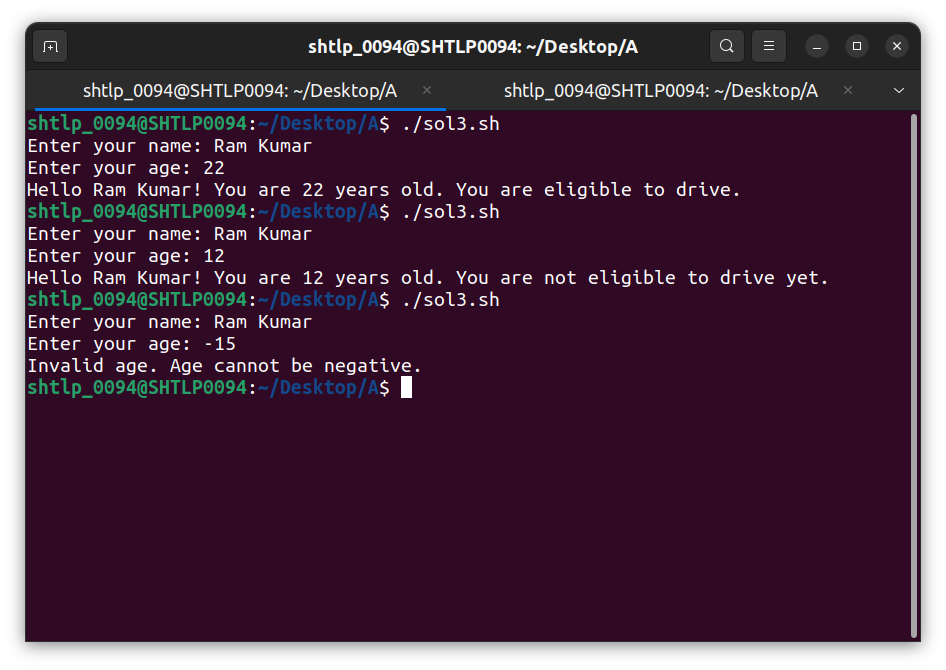 shtlp_0094@SHTLP0094: ~/Desktop/A
shtlp_0094@SHTLP0094: ~/Desktop/A
shtlp_0094@SHTLP0094: ~/Desktop/A
shtlp_0094@SHTLP0094:~/Desktop/A$ ./sol3.sh
Enter your name: Ram Kumar
Enter your age: 22
Hello Ram Kumar! You are 22 years old. You are eligible to drive.
shtlp_0094@SHTLP0094:~/Desktop/A$ ./sol3.sh
Enter your name: Ram Kumar
Enter your age: 12
Hello Ram Kumar! You are 12 years old. You are not eligible to drive yet.
shtlp_0094@SHTLP0094:~/Desktop/A$ ./sol3.sh
Enter your name: Ram Kumar
Enter your age: -15
Invalid age. Age cannot be negative.
shtlp_0094@SHTLP0094:~/Desktop/A$